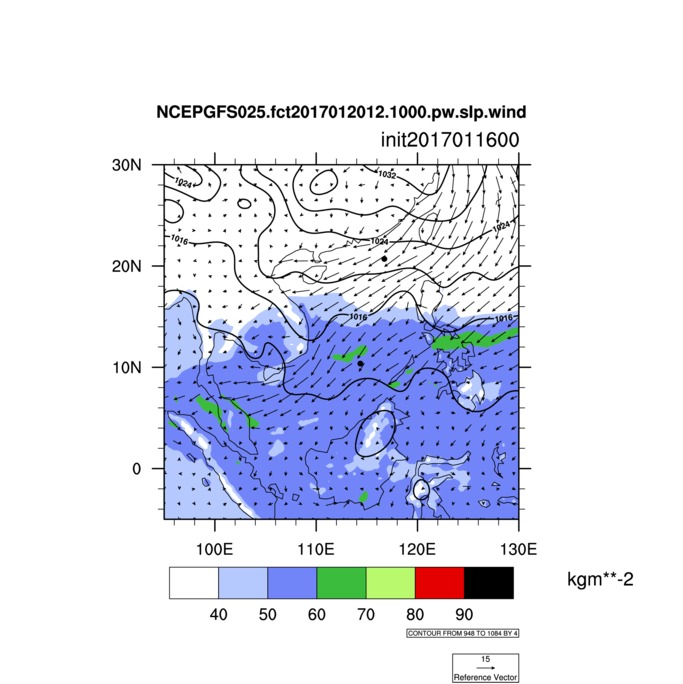 NCEPGFS025.fct2017012012.1000.pw.slp.wind
init2017011600
30N
20N
10N
0
1024
1032
1016
1024
1024
1016
1016
100E 110E 120E 130E
40 50 60 70 80 90
kgm**-2
CONTOUR FROM 948 TO 1084 BY 4
15
Reference Vector